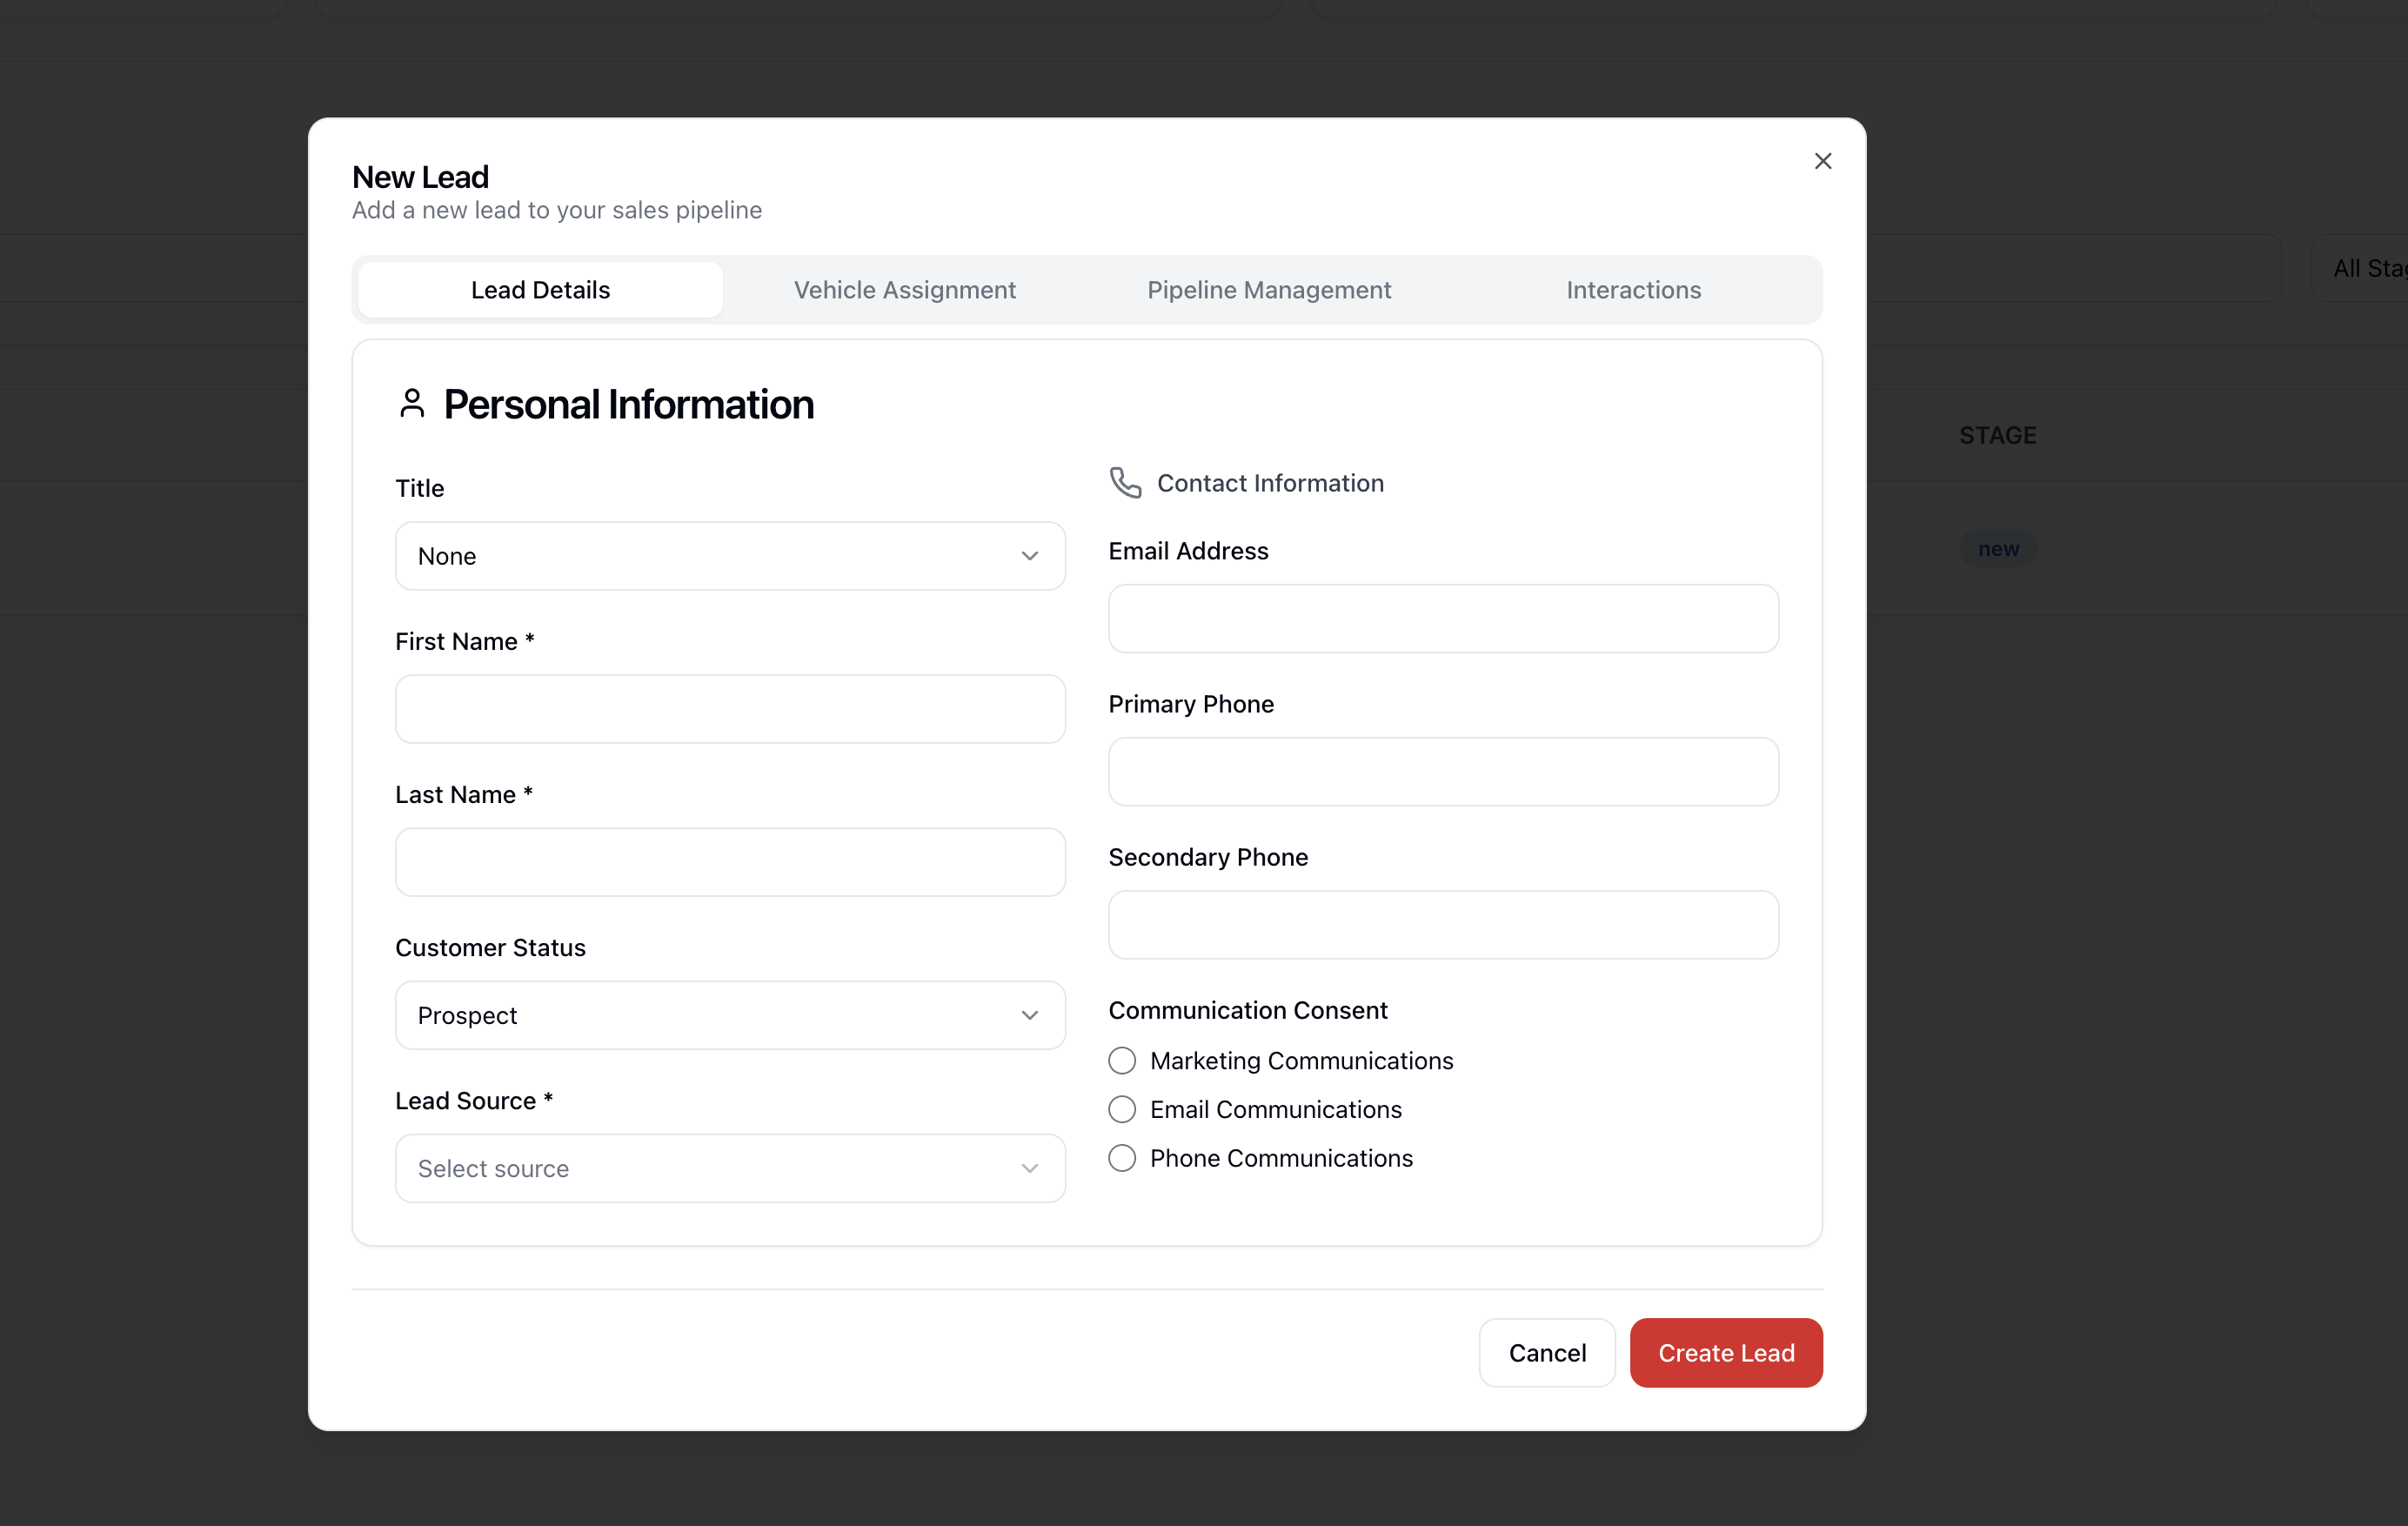 New Lead
Add a new lead to your sales pipeline
Lead Details
Vehicle Assignment
Pipeline Management
Interactions
Personal Information
Title
None
First Name *
Last Name *
Customer Status
Prospect
Lead Source *
Select source
Contact Information
Email Address
Primary Phone
Secondary Phone
Communication Consent
Marketing Communications
Email Communications
Phone Communications
Cancel
Create Lead
All
STAGE
new